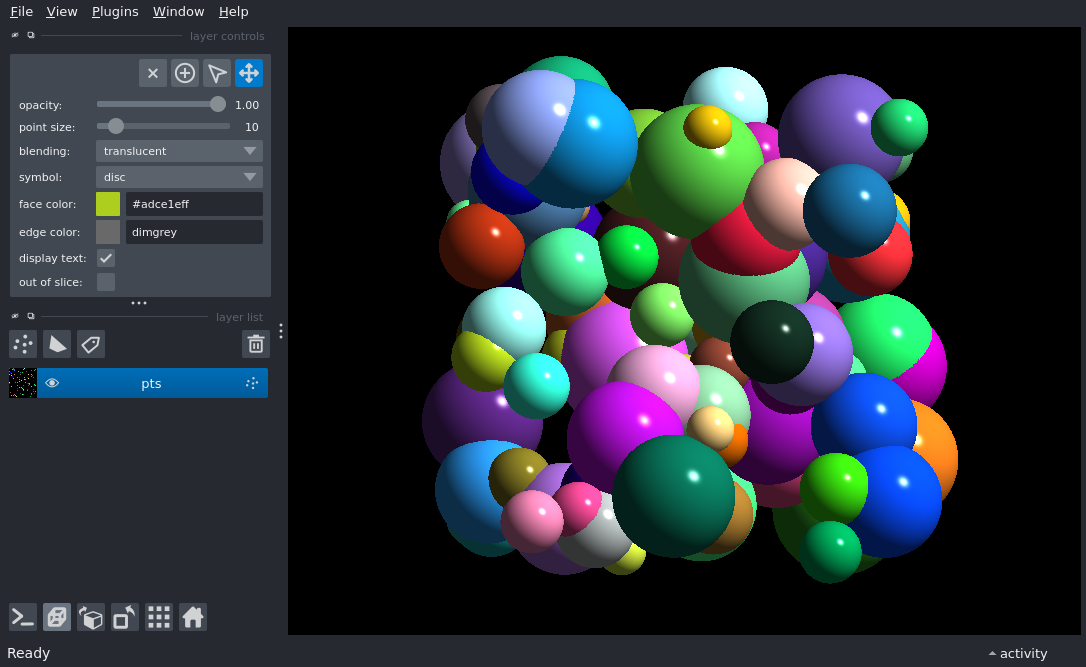 File View Plugins Window Help
layer controls
opacity: 1.00
point size: 10
blending: translucent
symbol: disc
face color: #adce1eff
edge color: dimgrey
display text:
out of slice:
layer list
pts
Ready
activity